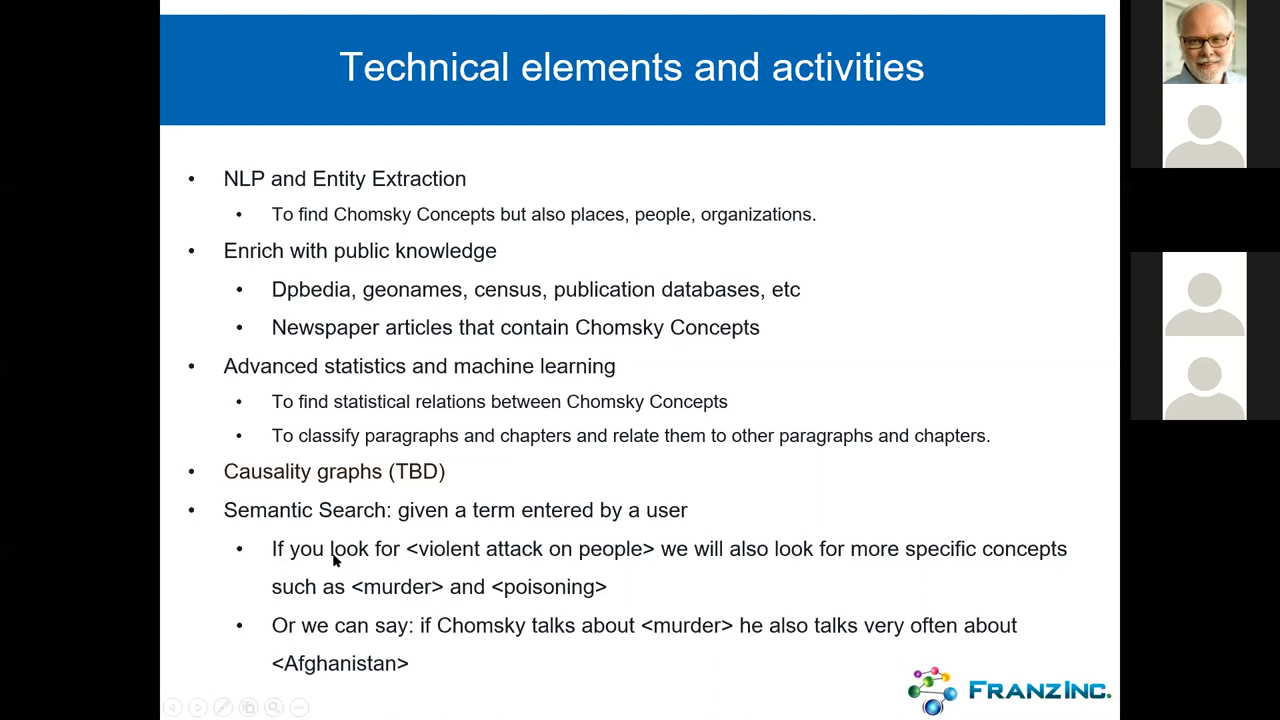 Technical elements and activities
• NLP and Entity Extraction
• To find Chomsky Concepts but also places, people, organizations.
• Enrich with public knowledge
• Dpbedia, geonames, census, publication databases, etc
• Newspaper articles that contain Chomsky Concepts
• Advanced statistics and machine learning
• To find statistical relations between Chomsky Concepts
• To classify paragraphs and chapters and relate them to other paragraphs and chapters.
• Causality graphs (TBD)
• Semantic Search: given a term entered by a user
• If you look for <violent attack on people> we will also look for more specific concepts
such as <murder> and <poisoning>
• Or we can say: if Chomsky talks about <murder> he also talks very often about
<Afghanistan>
FRANZINC.